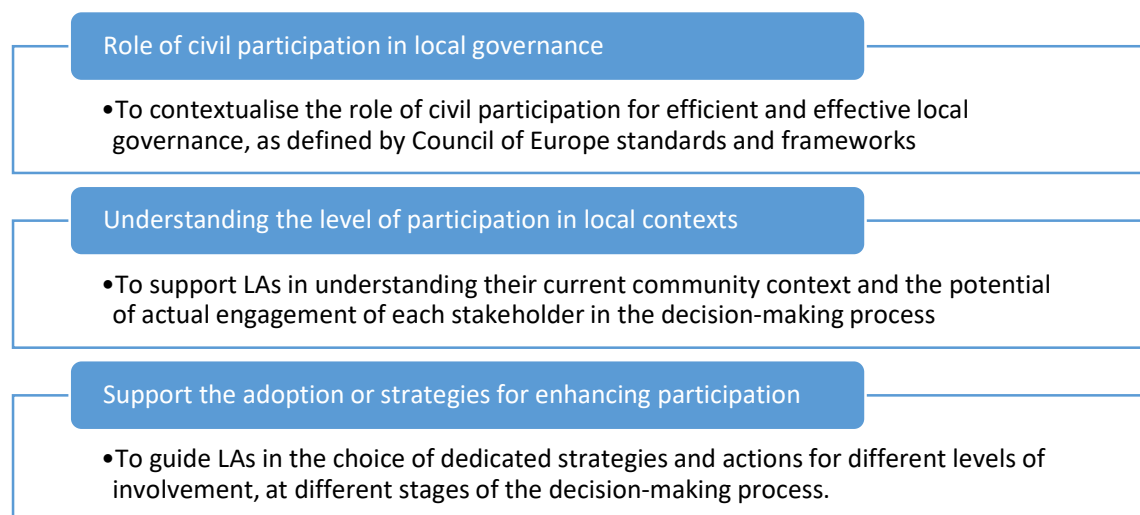 Role of civil participation in local governance
•To contextualise the role of civil participation for efficient and effective local
governance, as defined by Council of Europe standards and frameworks
Understanding the level of participation in local contexts
•To support LAs in understanding their current community context and the potential
of actual engagement of each stakeholder in the decision-making process
Support the adoption or strategies for enhancing participation
•To guide LAs in the choice of dedicated strategies and actions for different levels of
involvement, at different stages of the decision-making process.